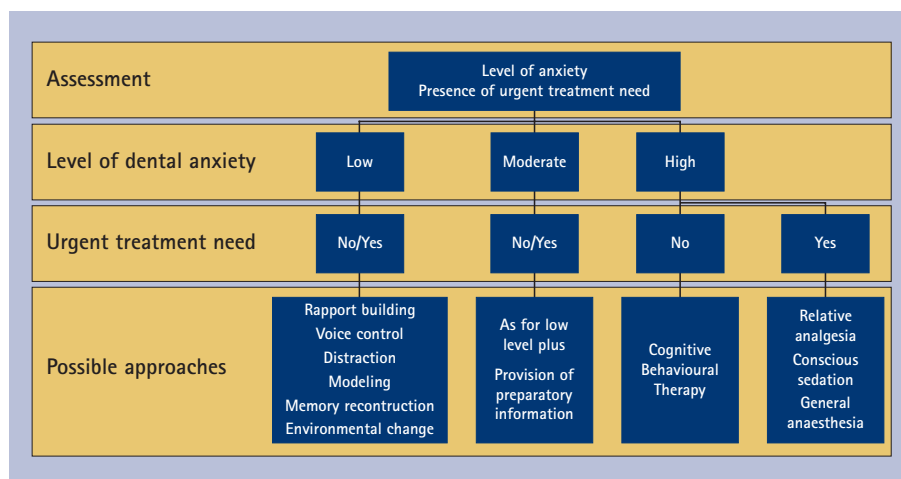 Assessment
Level of anxiety
Presence of urgent treatment need
Level of dental anxiety
Low
Moderate
High
Urgent treatment need
No/Yes
No/Yes
No
Yes
Possible approaches
Rapport building
Voice control
Distraction
Modeling
Memory recontruction
Environmental change
As for low
level plus
Provision of
preparatory
information
Cognitive
Behavioural
Therapy
Relative
analgesia
Conscious
sedation
General
anaesthesia